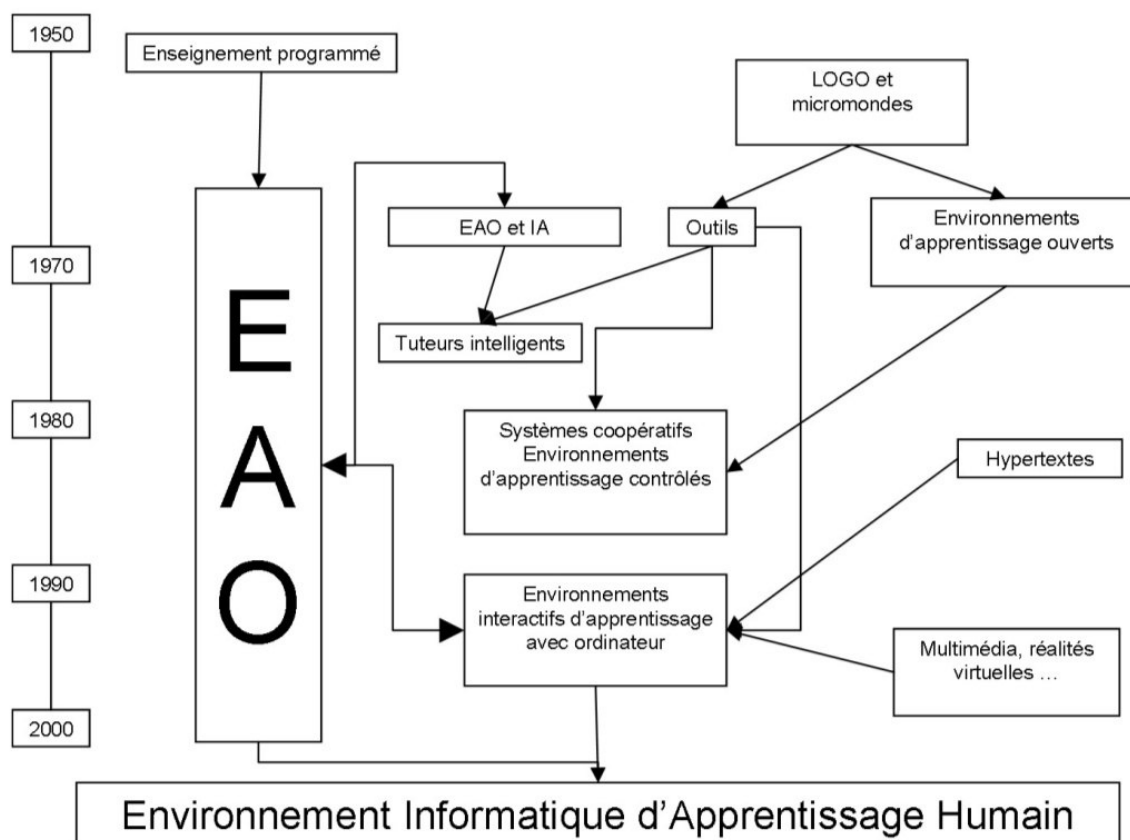 1950
Enseignement programmé
LOGO et
micromondes
EAO et IA
Outils
Environnements
d'apprentissage ouverts
1970
E
A
O
Tuteurs intelligents
1980
Systèmes coopératifs
Environnements
d'apprentissage contrôlés
Hypertextes
1990
Environnements
interactifs d'apprentissage
avec ordinateur
Multimédia, réalités
virtuelles ...
2000
Environnement Informatique d'Apprentissage Humain